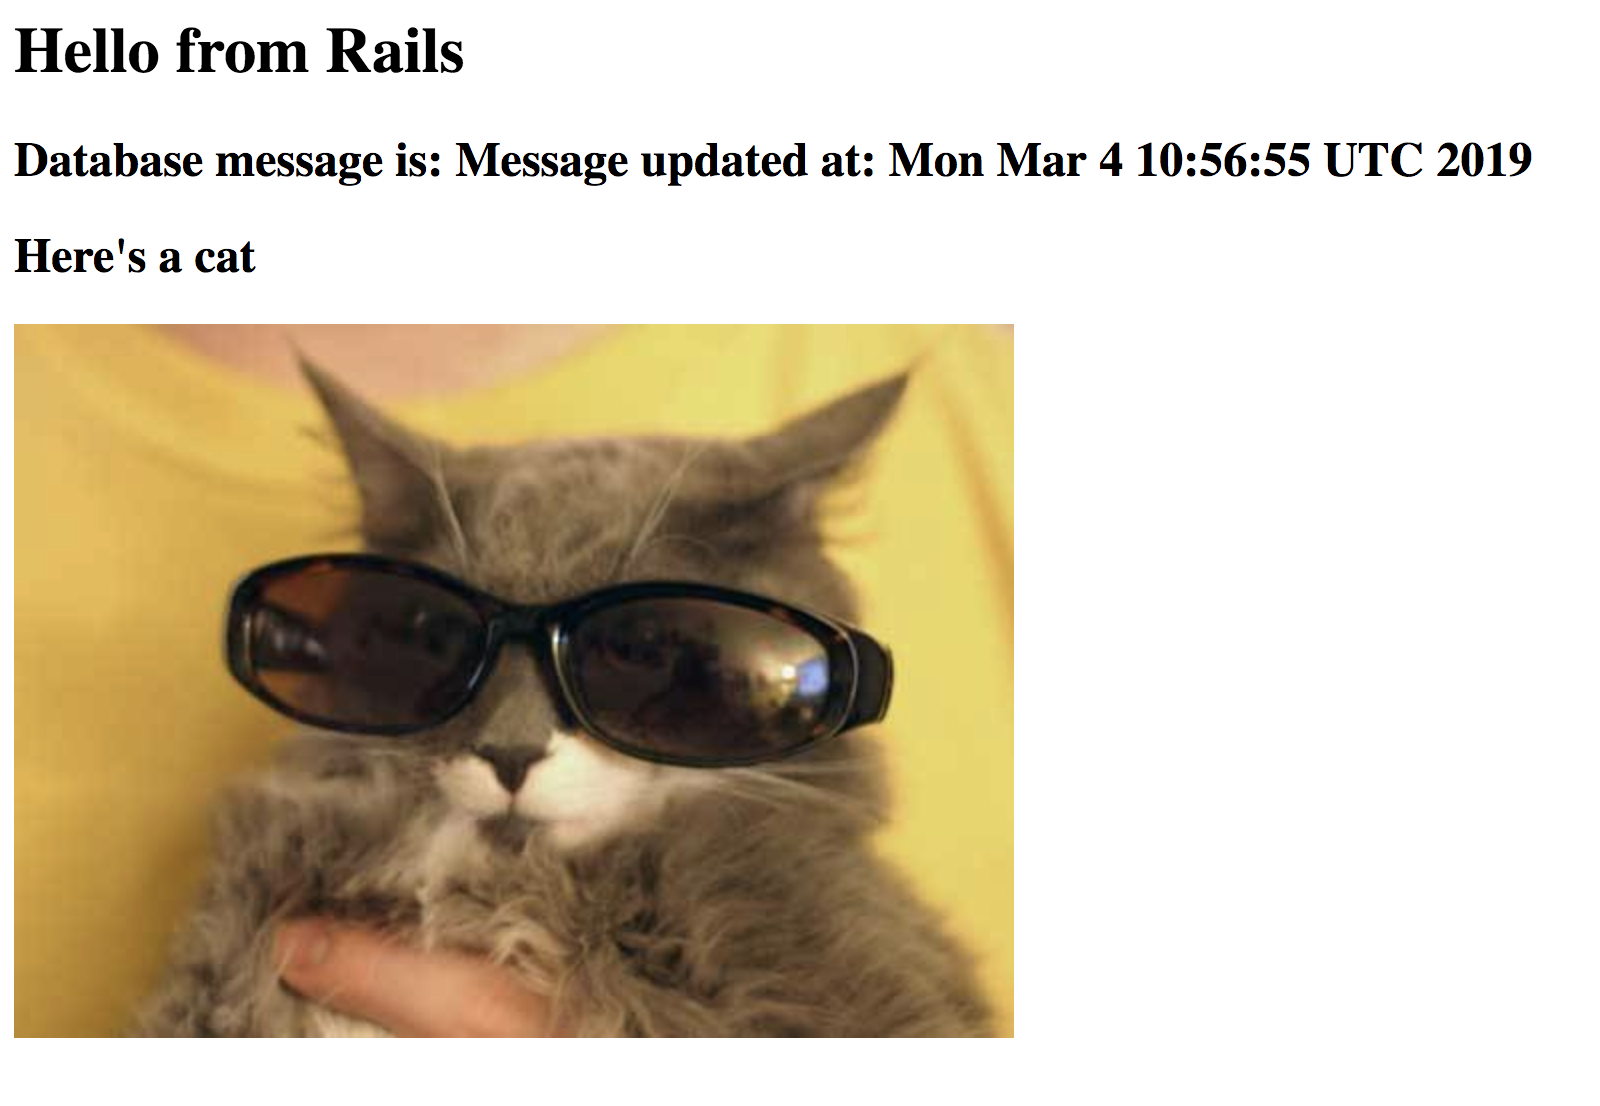 Hello from Rails
Database message is: Message updated at: Mon Mar 4 10:56:55 UTC 2019
Here's a cat